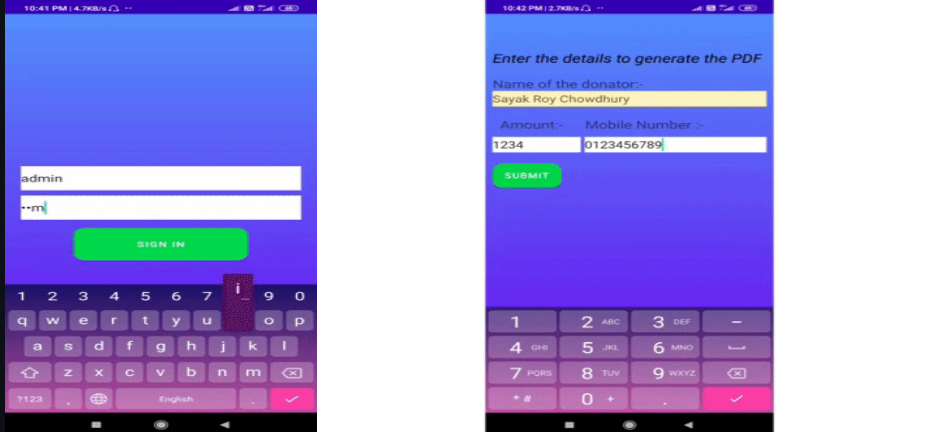 10:41 PM | 4.7KB/s
admin
••m
SIGN IN
i
1 2 3 4 5 6 7 9 0
q w e r t y u o p
a s d f g h j k l
z x c v b n m
?123 , English .
10:42 PM | 2.7KB/s
Enter the details to generate the PDF
Name of the donator:-
Sayak Roy Chowdhury
Amount:- Mobile Number :-
1234 0123456789
SUBMIT
1 2 ABC 3 DEF –
4 GHI 5 JKL 6 MNO
7 PQRS 8 TUV 9 WXYZ
* # 0 + .